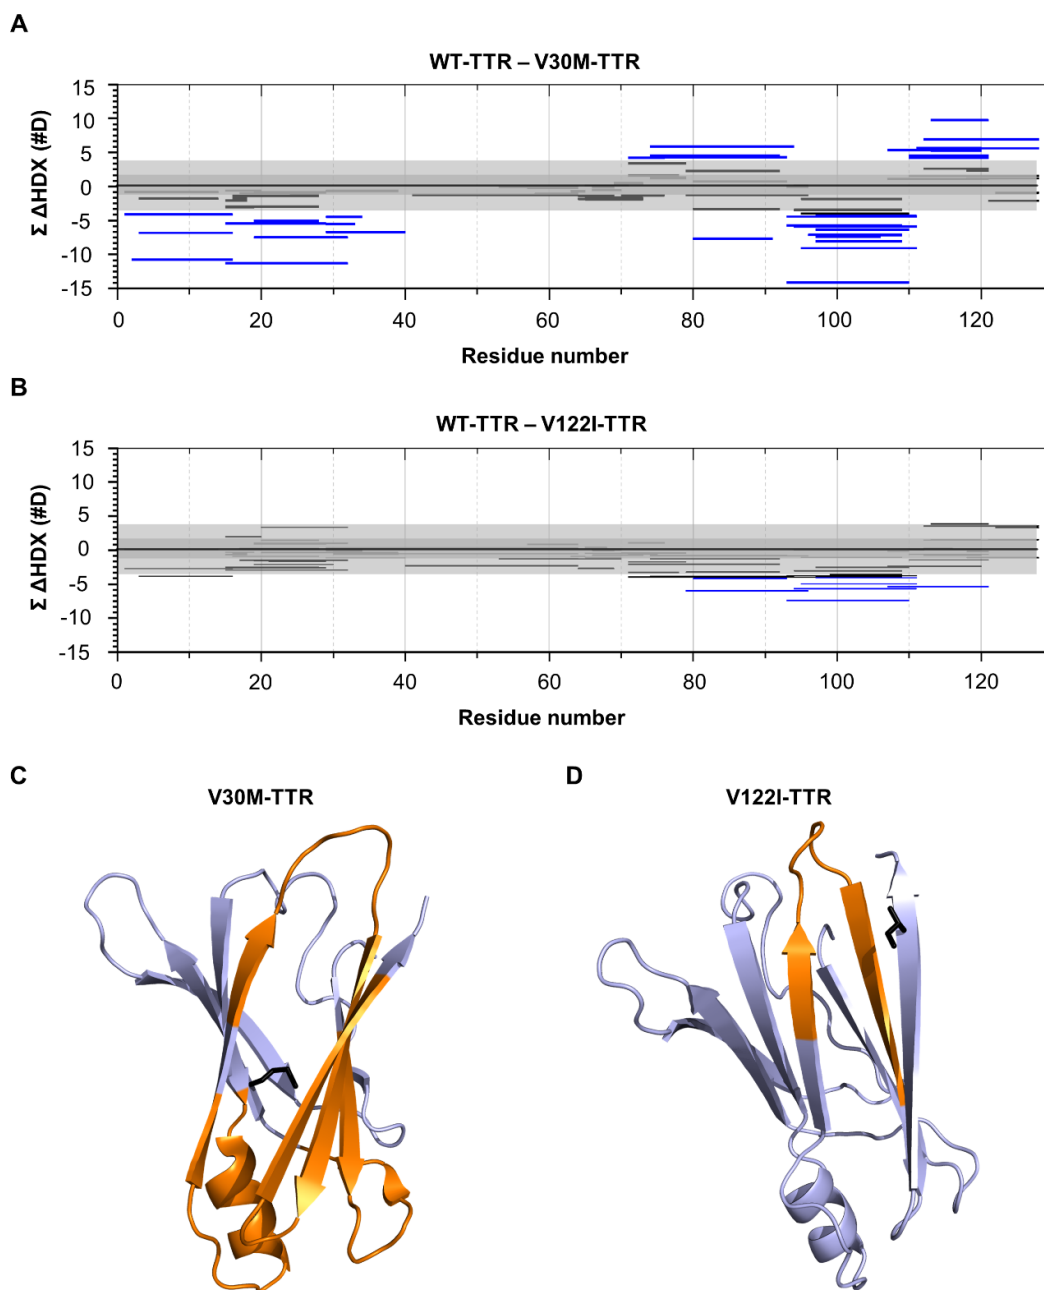 A
WT-TTR – V30M-TTR
Σ ΔHDX (#D)
15
10
5
0
-5
-10
-15
0 20 40 60 80 100 120
Residue number
B
WT-TTR – V122I-TTR
Σ ΔHDX (#D)
15
10
5
0
-5
-10
-15
0 20 40 60 80 100 120
Residue number
C
V30M-TTR
D
V122I-TTR